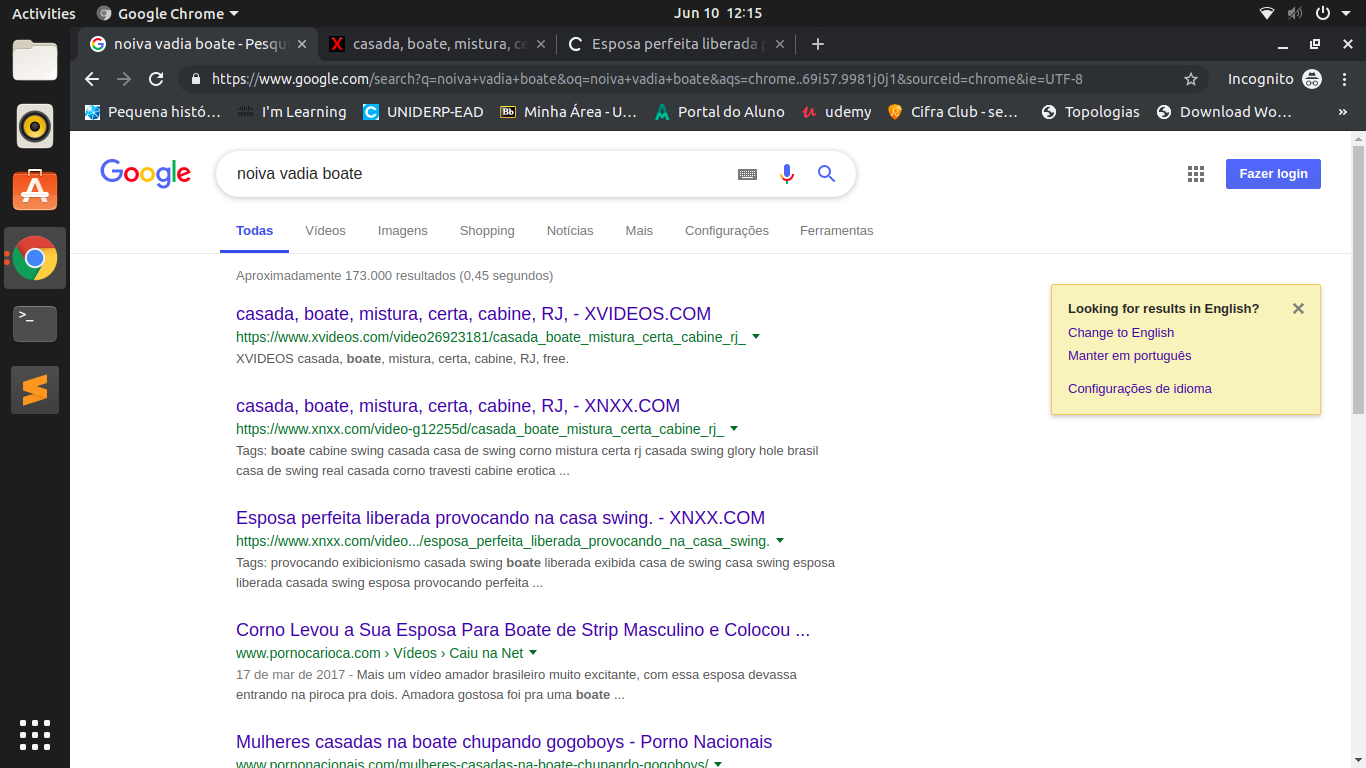 Activities Google Chrome Jun 10 12:15
noiva vadia boate - Pesqu casada, boate, mistura, ce Esposa perfeita liberada p
https://www.google.com/search?q=noiva+vadia+boate&oq=noiva+vadia+boate&aqs=chrome..69i57.9981j0j1&sourceid=chrome&ie=UTF-8 Incognito
Pequena histó... I'm Learning UNIDERP-EAD Bb Minha Área - U... Portal do Aluno udemy Cifra Club - se... Topologias Download Wo... »
Google noiva vadia boate Fazer login
Todas Vídeos Imagens Shopping Notícias Mais Configurações Ferramentas
Aproximadamente 173.000 resultados (0,45 segundos)
casada, boate, mistura, certa, cabine, RJ, - XVIDEOS.COM
https://www.xvideos.com/video26923181/casada_boate_mistura_certa_cabine_rj_
XVIDEOS casada, boate, mistura, certa, cabine, RJ, free.
casada, boate, mistura, certa, cabine, RJ, - XNXX.COM
https://www.xnxx.com/video-g12255d/casada_boate_mistura_certa_cabine_rj_
Tags: boate cabine swing casada casa de swing corno mistura certa rj casada swing glory hole brasil
casa de swing real casada corno travesti cabine erotica ...
Esposa perfeita liberada provocando na casa swing. - XNXX.COM
https://www.xnxx.com/video.../esposa_perfeita_liberada_provocando_na_casa_swing.
Tags: provocando exibicionismo casada swing boate liberada exibida casa de swing casa swing esposa
liberada casada swing esposa provocando perfeita ...
Corno Levou a Sua Esposa Para Boate de Strip Masculino e Colocou ...
www.pornocarioca.com › Vídeos › Caiu na Net
17 de mar de 2017 - Mais um vídeo amador brasileiro muito excitante, com essa esposa devassa
entrando na piroca pra dois. Amadora gostosa foi pra uma boate ...
Mulheres casadas na boate chupando gogoboys - Porno Nacionais
www.pornonacionais.com/mulheres-casadas-na-boate-chupando-gogoboys/
Looking for results in English?
Change to English
Manter em português
Configurações de idioma